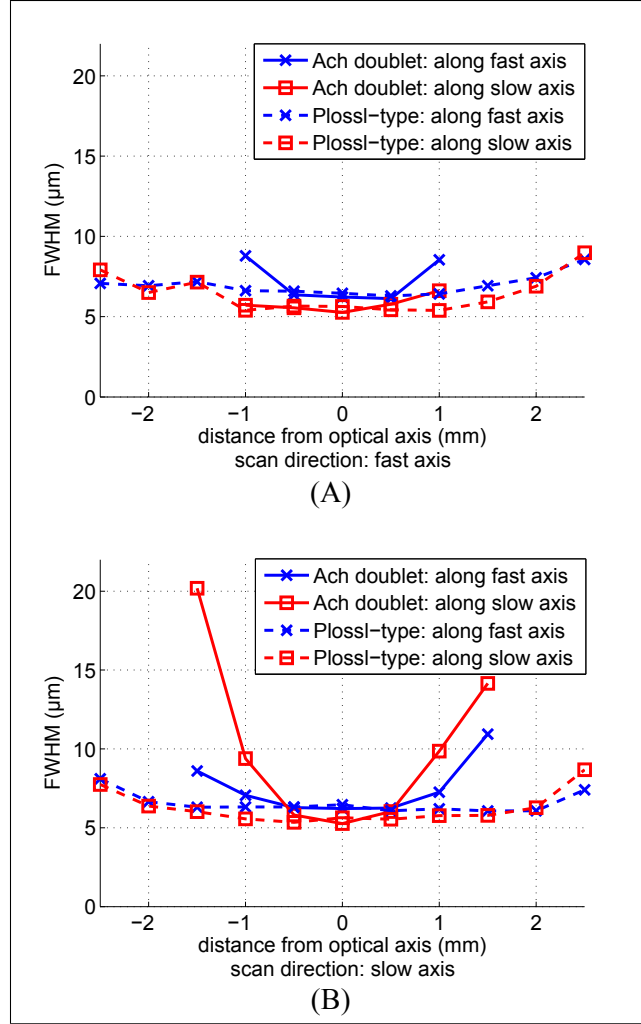 Ach doublet: along fast axis
Ach doublet: along slow axis
Plossl-type: along fast axis
Plossl-type: along slow axis
20
15
10
5
0
FWHM (μm)
−2 −1 0 1 2
distance from optical axis (mm)
scan direction: fast axis
(A)
Ach doublet: along fast axis
Ach doublet: along slow axis
Plossl-type: along fast axis
Plossl-type: along slow axis
20
15
10
5
0
FWHM (μm)
−2 −1 0 1 2
distance from optical axis (mm)
scan direction: slow axis
(B)